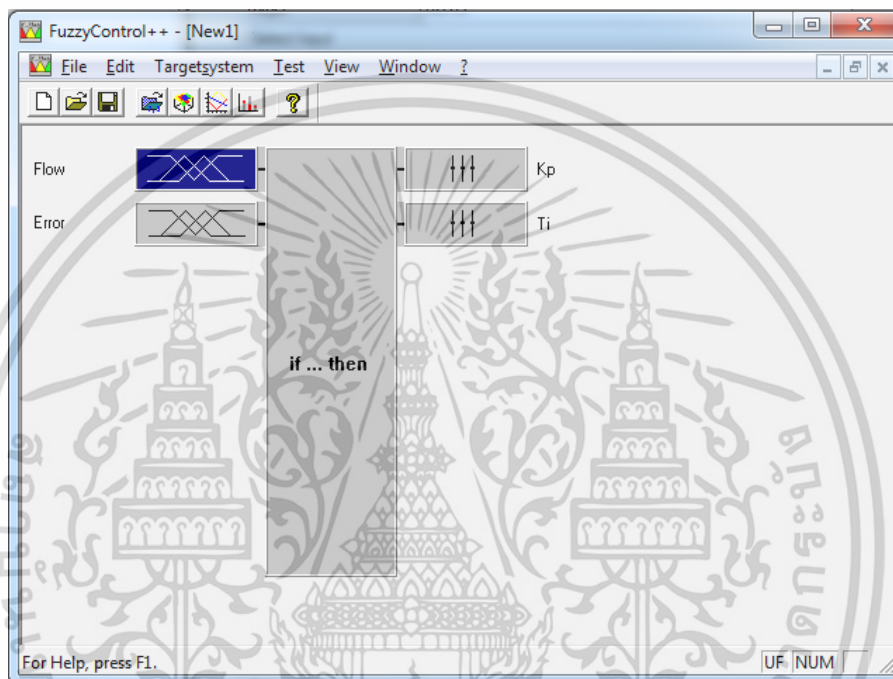 FuzzyControl++ - [New1]
File Edit Targetsystem Test View Window ?
Flow
Kp
Error
Ti
if ... then
For Help, press F1.
UF NUM